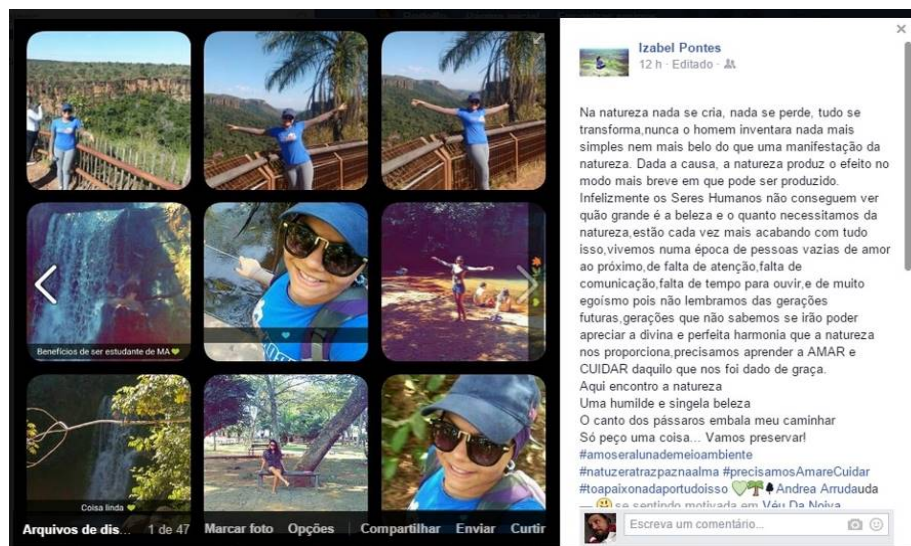 Benefícios de ser estudante de MA💚
Coisa linda 💚
Arquivos de dis... 1 de 47 Marcar foto Opções Compartilhar Enviar Curtir
Izabel Pontes
12 h · Editado ·
Na natureza nada se cria, nada se perde, tudo se
transforma,nunca o homem inventara nada mais
simples nem mais belo do que uma manifestação da
natureza. Dada a causa, a natureza produz o efeito no
modo mais breve em que pode ser produzido.
Infelizmente os Seres Humanos não conseguem ver
quão grande é a beleza e o quanto necessitamos da
natureza,estão cada vez mais acabando com tudo
isso,vivemos numa época de pessoas vazias de amor
ao próximo,de falta de atenção,falta de
comunicação,falta de tempo para ouvir,e de muito
egoísmo pois não lembramos das gerações
futuras,gerações que não sabemos se irão poder
apreciar a divina e perfeita harmonia que a natureza
nos proporciona,precisamos aprender a AMAR e
CUIDAR daquilo que nos foi dado de graça.
Aqui encontro a natureza
Uma humilde e singela beleza
O canto dos pássaros embala meu caminhar
Só peço uma coisa... Vamos preservar!
#amoseralunademeioambiente
#natuzeratrazpaznaalma #precisamosAmareCuidar
#toapaixonadaportudoisso 💚🌴🌲Andrea Arrudauda
— se sentindo motivada em Véu Da Noiva
Escreva um comentário...